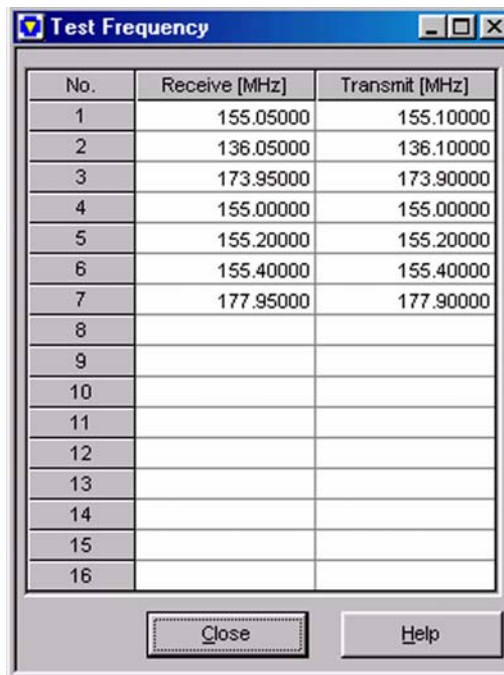 Test Frequency
No. Receive [MHz] Transmit [MHz]
1 155.05000 155.10000
2 136.05000 136.10000
3 173.95000 173.90000
4 155.00000 155.00000
5 155.20000 155.20000
6 155.40000 155.40000
7 177.95000 177.90000
8
9
10
11
12
13
14
15
16
Close Help